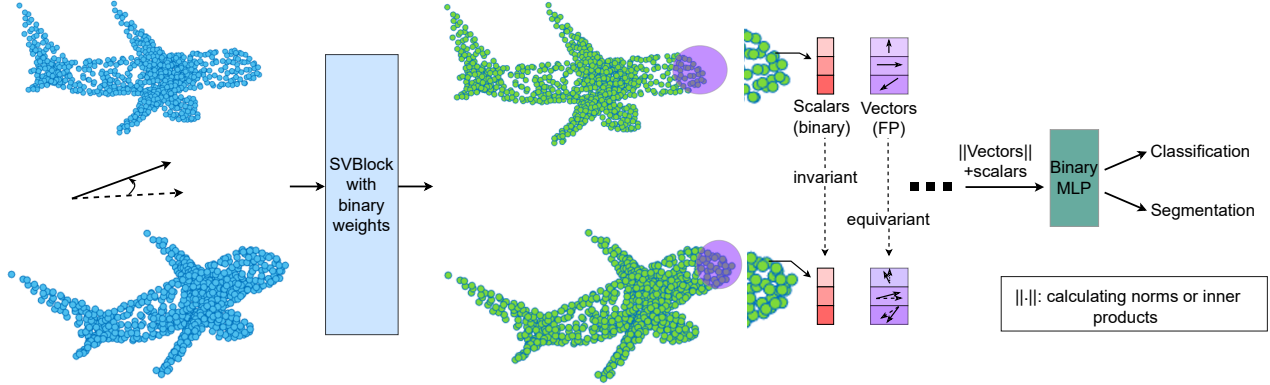 SVBlock
with
binary
weights
Scalars
(binary)
Vectors
(FP)
invariant
equivariant
||Vectors||
+scalars
Binary
MLP
Classification
Segmentation
||.||: calculating norms or inner
products